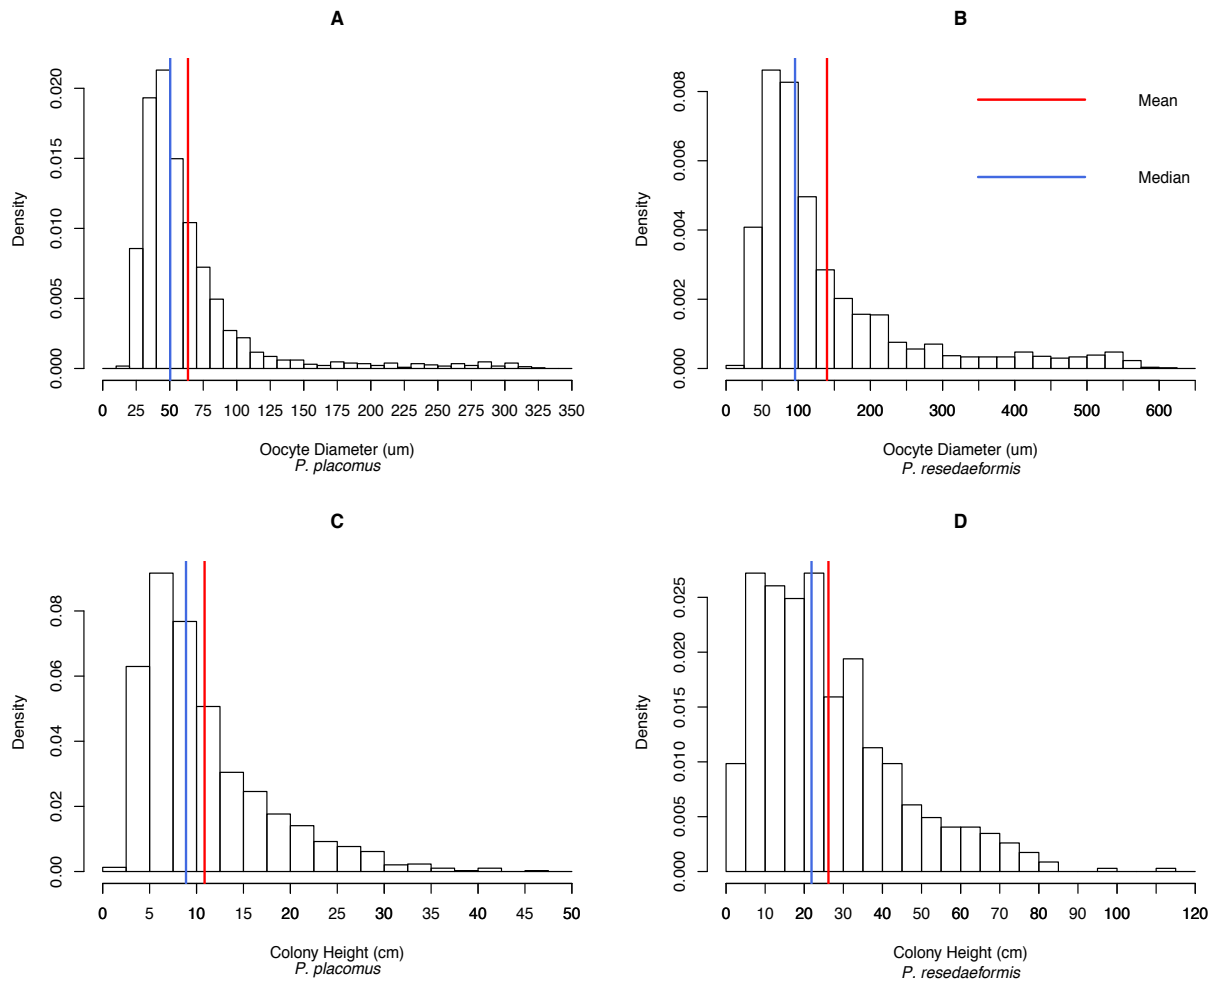 A
Density
0.000 0.005 0.010 0.015 0.020
0 25 50 75 100 125 150 175 200 225 250 275 300 325 350
Oocyte Diameter (um)
P. placomus
B
Density
0.000 0.002 0.004 0.006 0.008
0 50 100 200 300 400 500 600
Oocyte Diameter (um)
P. resedaeformis
Mean
Median
C
Density
0.00 0.02 0.04 0.06 0.08
0 5 10 15 20 25 30 35 40 45 50
Colony Height (cm)
P. placomus
D
Density
0.000 0.005 0.010 0.015 0.020 0.025
0 10 20 30 40 50 60 70 80 90 100 120
Colony Height (cm)
P. resedaeformis